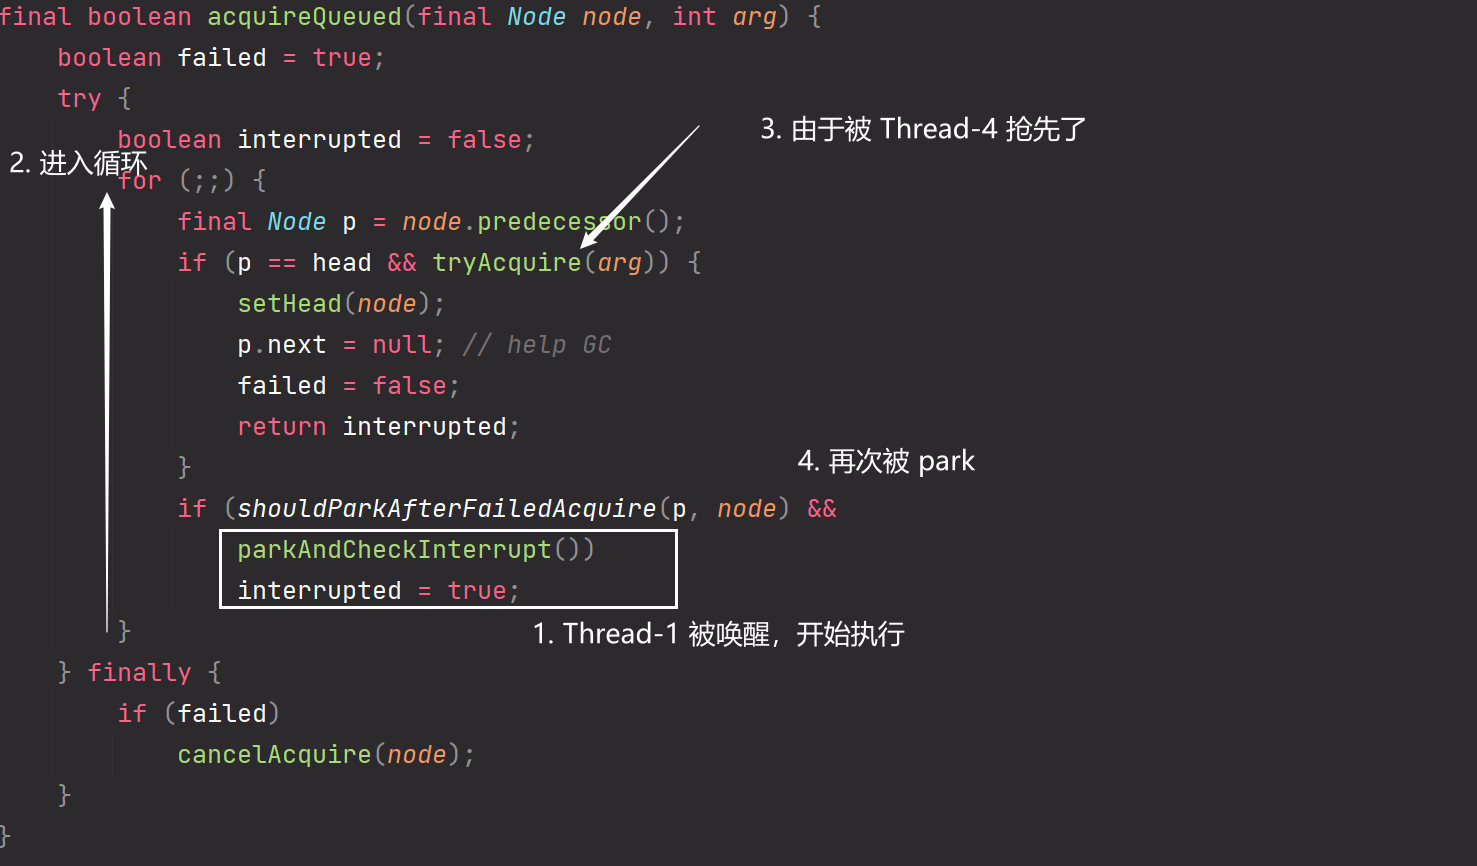 final boolean acquireQueued(final Node node, int arg) {
boolean failed = true;
try {
boolean interrupted = false;
3. 由于被 Thread-4 抢先了
2. 进入循环
for (;;) {
final Node p = node.predecessor();
if (p == head && tryAcquire(arg)) {
setHead(node);
p.next = null; // help GC
failed = false;
return interrupted;
}
4. 再次被 park
if (shouldParkAfterFailedAcquire(p, node) &&
parkAndCheckInterrupt())
interrupted = true;
}
1. Thread-1 被唤醒，开始执行
} finally {
if (failed)
cancelAcquire(node);
}
}